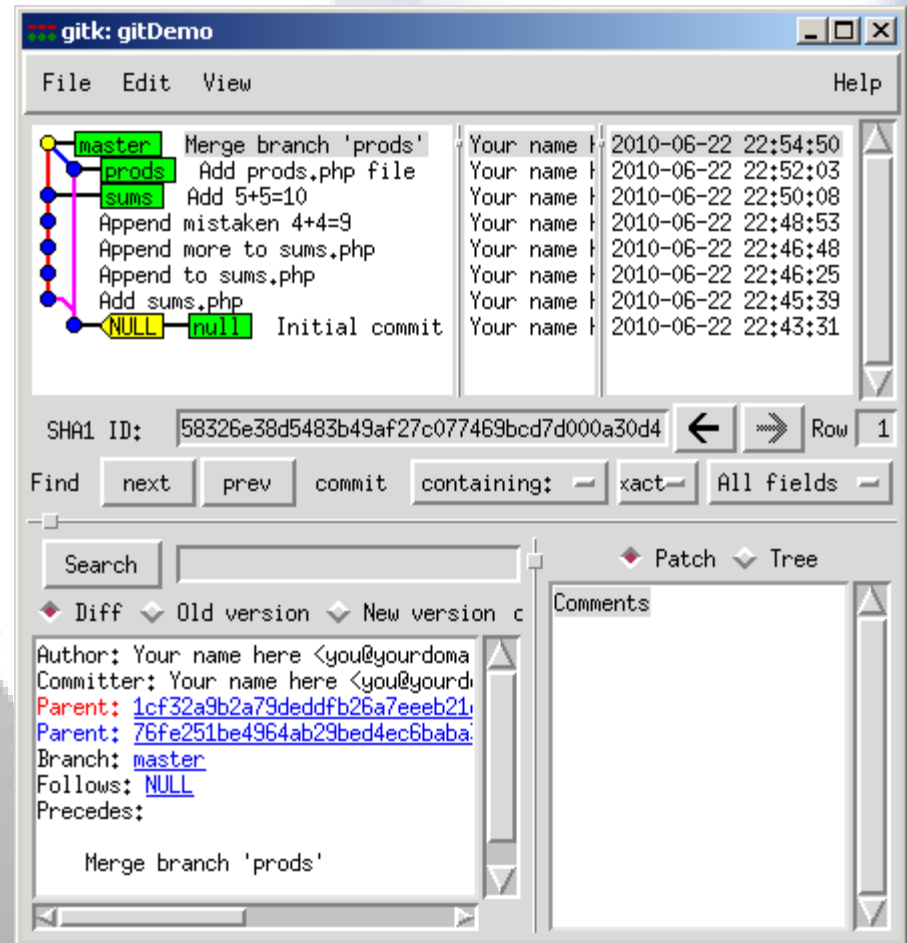 gitk: gitDemo
File Edit View Help
master Merge branch 'prods' Your name 2010-06-22 22:54:50
prods Add prods.php file Your name 2010-06-22 22:52:03
sums Add 5+5=10 Your name 2010-06-22 22:50:08
Append mistaken 4+4=9 Your name 2010-06-22 22:48:53
Append more to sums.php Your name 2010-06-22 22:46:48
Append to sums.php Your name 2010-06-22 22:46:25
Add sums.php Your name 2010-06-22 22:45:39
NULL null Initial commit Your name 2010-06-22 22:43:31
SHA1 ID: 58326e38d5483b49af27c077469bcd7d000a30d4 Row 1
Find next prev commit containing: xact All fields
Search
Patch Tree
Diff Old version New version
Comments
Author: Your name here <you@yourdoma
Committer: Your name here <you@yourd
Parent: 1cf32a9b2a79deddfb26a7eeeb21
Parent: 76fe251be4964ab29bed4ec6baba
Branch: master
Follows: NULL
Precedes:
Merge branch 'prods'